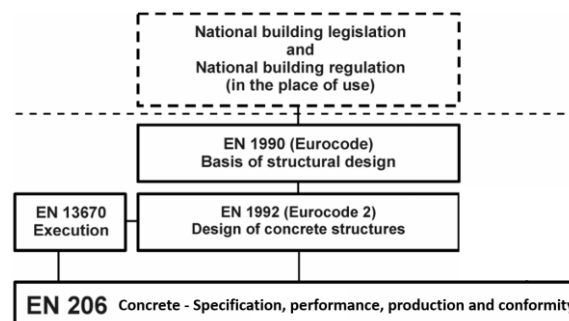 National building legislation
and
National building regulation
(in the place of use)
EN 1990 (Eurocode)
Basis of structural design
EN 13670
Execution
EN 1992 (Eurocode 2)
Design of concrete structures
EN 206 Concrete - Specification, performance, production and conformity